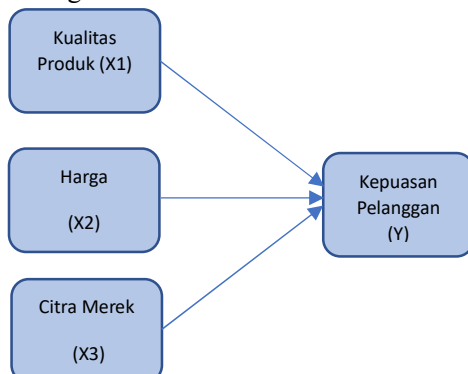 Kualitas
Produk (X1)
Harga
(X2)
Citra Merek
(X3)
Kepuasan
Pelanggan
(Y)